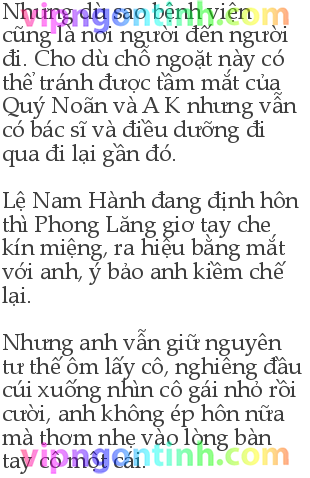 Nhưng dù sao bệnh viện
cũng là nơi người đến người
đi. Cho dù chỗ ngoặt này có
thể tránh được tầm mắt của
Quý Noãn và A K nhưng vẫn
có bác sĩ và điều dưỡng đi
qua đi lại gần đó.
Lệ Nam Hành đang định hôn
thì Phong Lăng giơ tay che
kín miệng, ra hiệu bằng mắt
với anh, ý bảo anh kiềm chế
lại.
Nhưng anh vẫn giữ nguyên
tư thế ôm lấy cô, nghiêng đầu
cúi xuống nhìn cô gái nhỏ rồi
cười, anh không ép hôn nữa
mà thơm nhẹ vào lòng bàn
tay cô một cái.
vipngontinh.com
vipngontinh.com